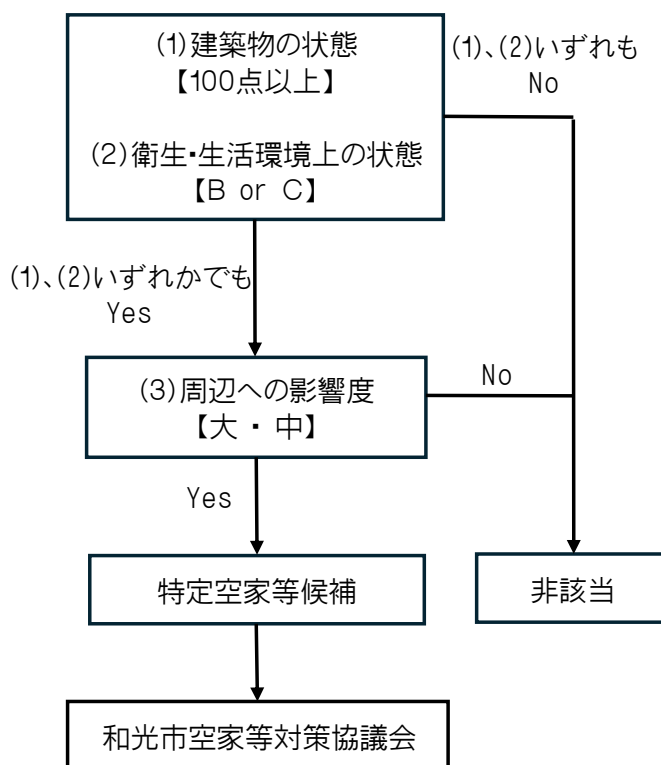 (1)建築物の状態
【100点以上】
(2)衛生・生活環境上の状態
【B or C】
(1)、(2)いずれも
No
(1)、(2)いずれかでも
Yes
(3)周辺への影響度
【大 ・ 中】
No
Yes
特定空家等候補
非該当
和光市空家等対策協議会